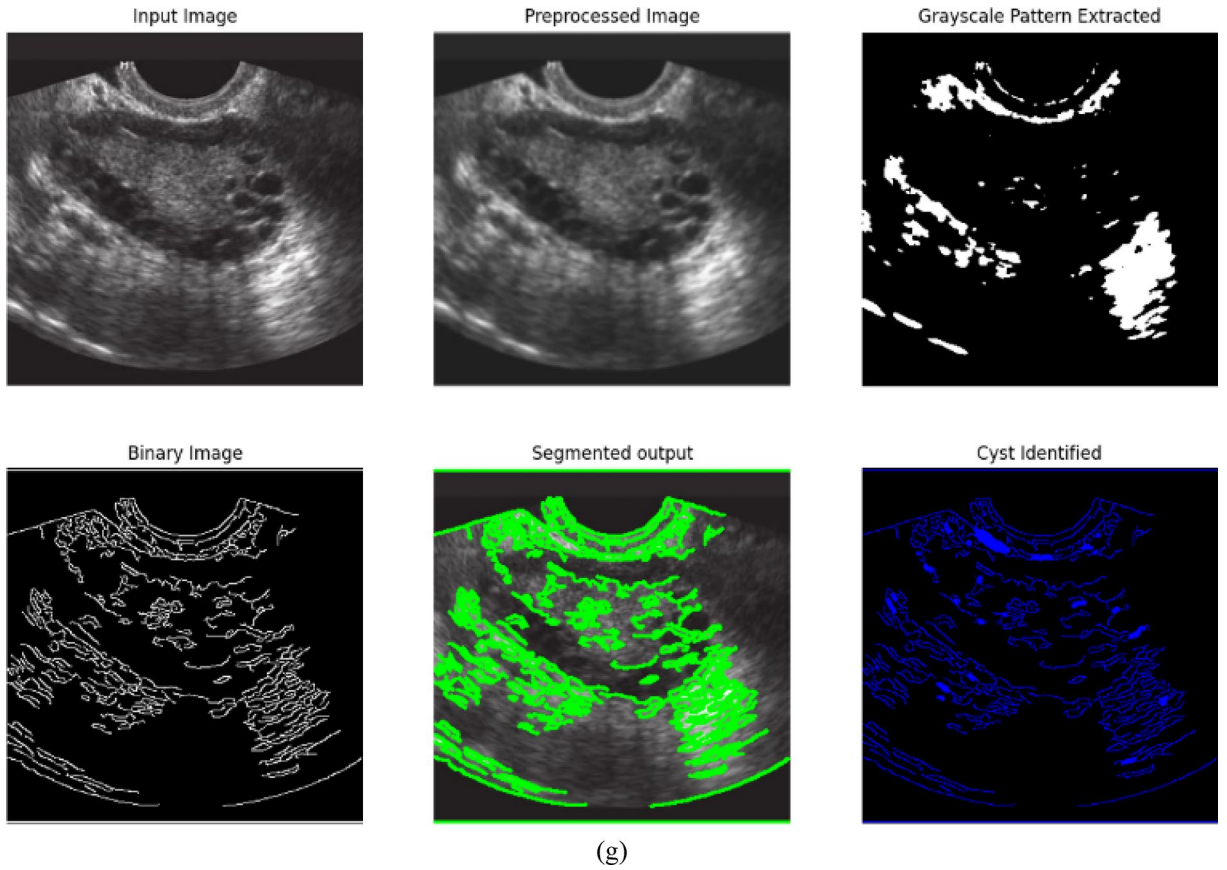 Input Image
Preprocessed Image
Grayscale Pattern Extracted
Binary Image
Segmented output
Cyst Identified
(g)